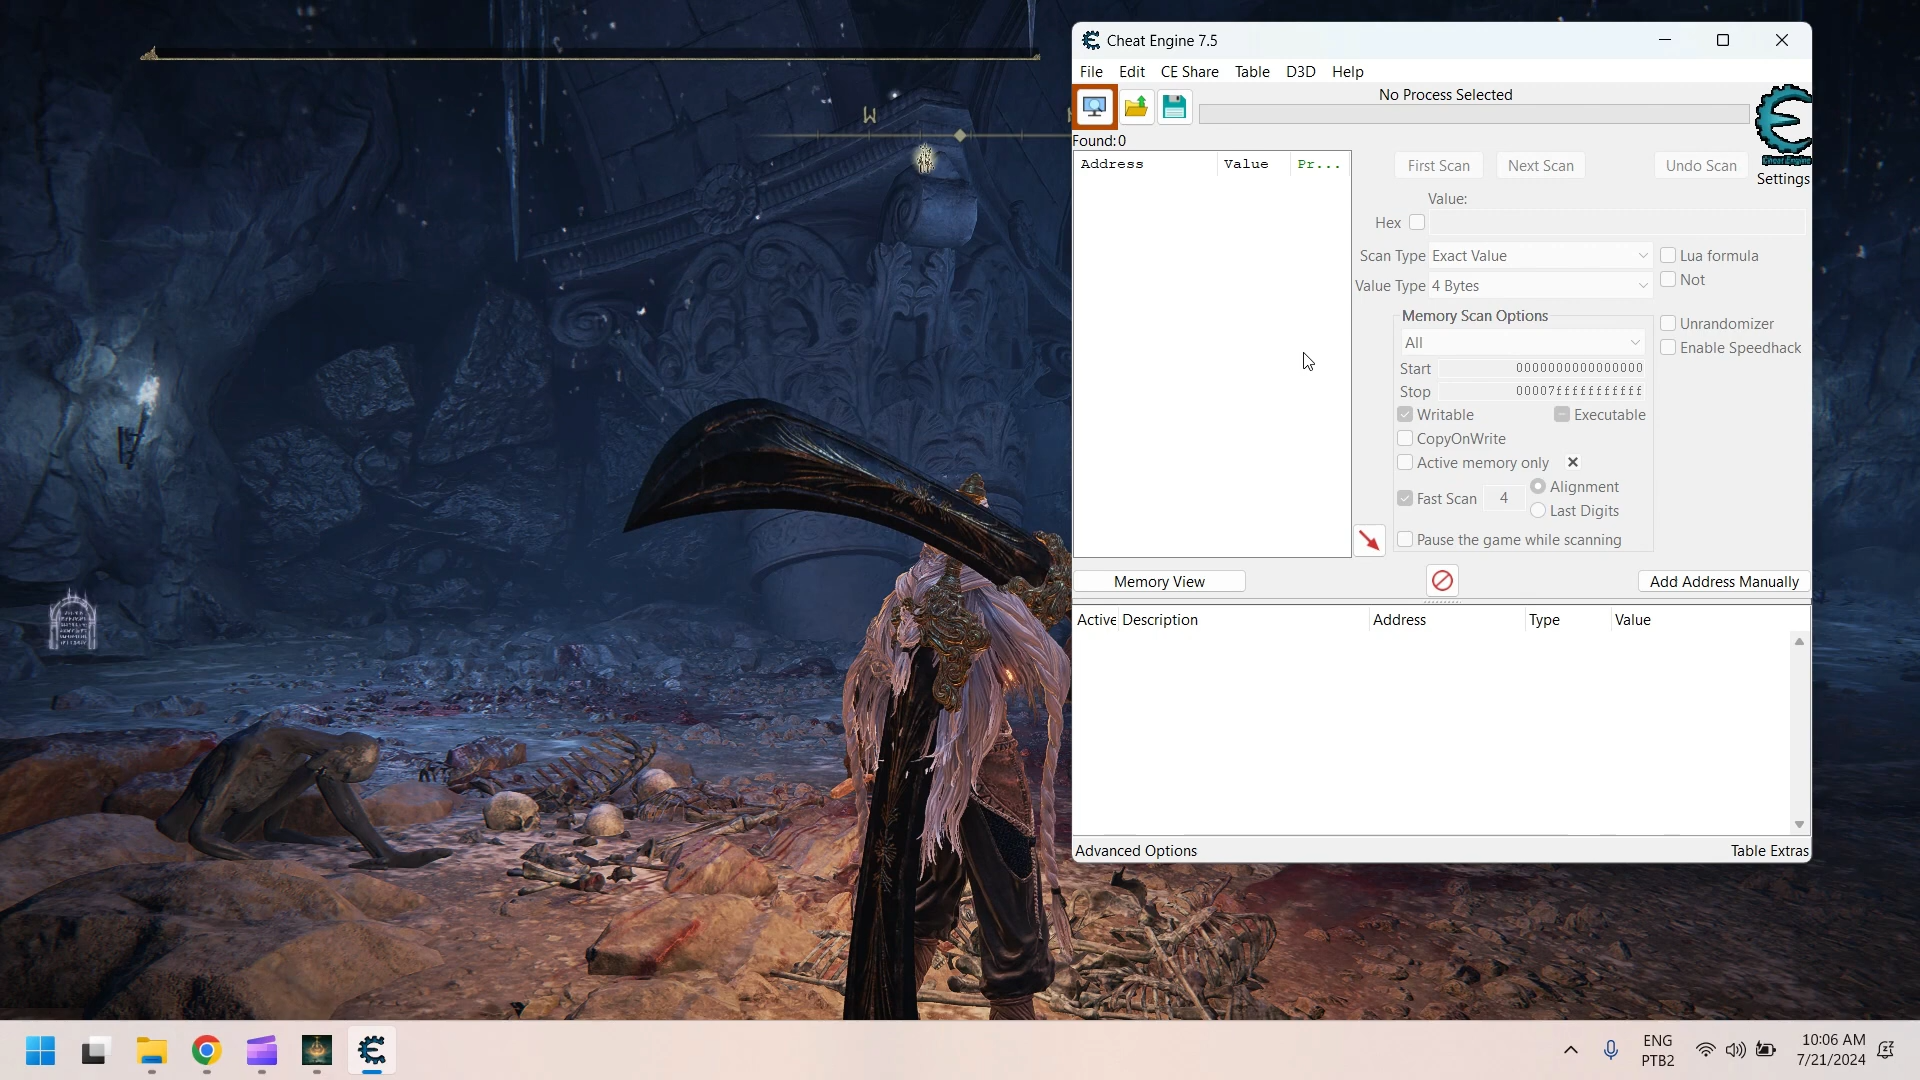 W
Cheat Engine 7.5
File Edit CE Share Table D3D Help
No Process Selected
Found:0
Cheat Engine
Settings
Address Value Pr...
First Scan Next Scan Undo Scan
Value:
Hex
Scan Type Exact Value Lua formula
Not
Value Type 4 Bytes
Memory Scan Options
All
Unrandomizer
Enable Speedhack
Start 0000000000000000
Stop 00007fffffffffff
Writable Executable
CopyOnWrite
Active memory only
Fast Scan 4 Alignment
Last Digits
Pause the game while scanning
Memory View Add Address Manually
Active Description Address Type Value
Advanced Options Table Extras
ENG
PTB2
10:06 AM
7/21/2024